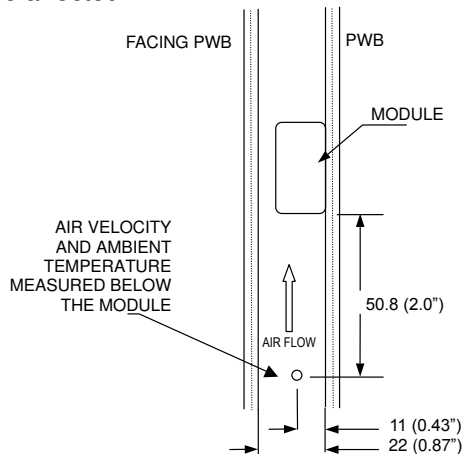 FACING PWB
PWB
MODULE
AIR VELOCITY
AND AMBIENT
TEMPERATURE
MEASURED BELOW
THE MODULE
50.8 (2.0”)
AIR FLOW
11 (0.43”)
22 (0.87”)